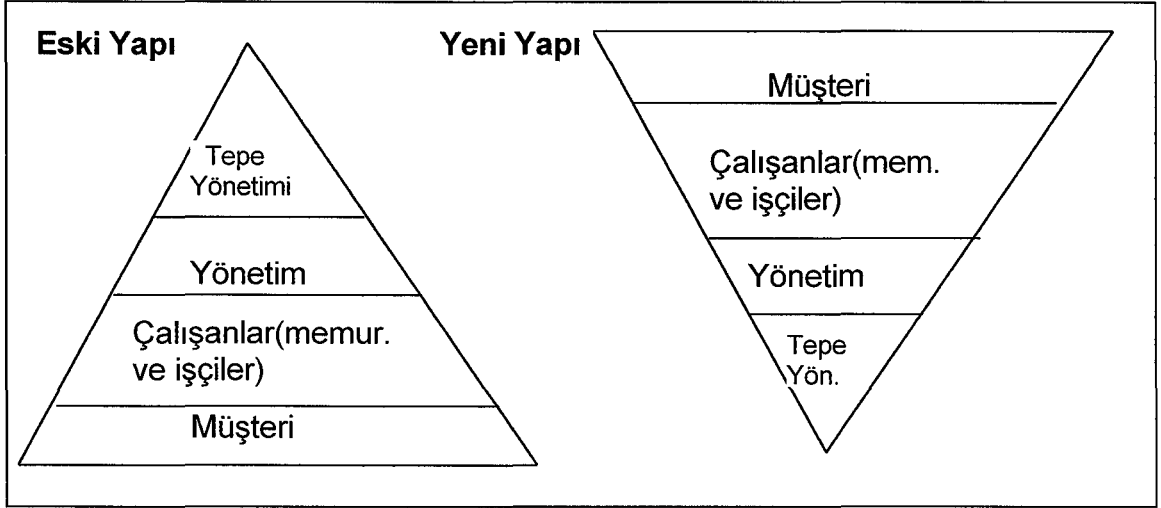 Eski Yapı
Tepe
Yönetimi
Yönetim
Çalışanlar(memur.
ve işçiler)
Müşteri
Yeni Yapı
Müşteri
Çalışanlar(mem.
ve işçiler)
Yönetim
Tepe
Yön.